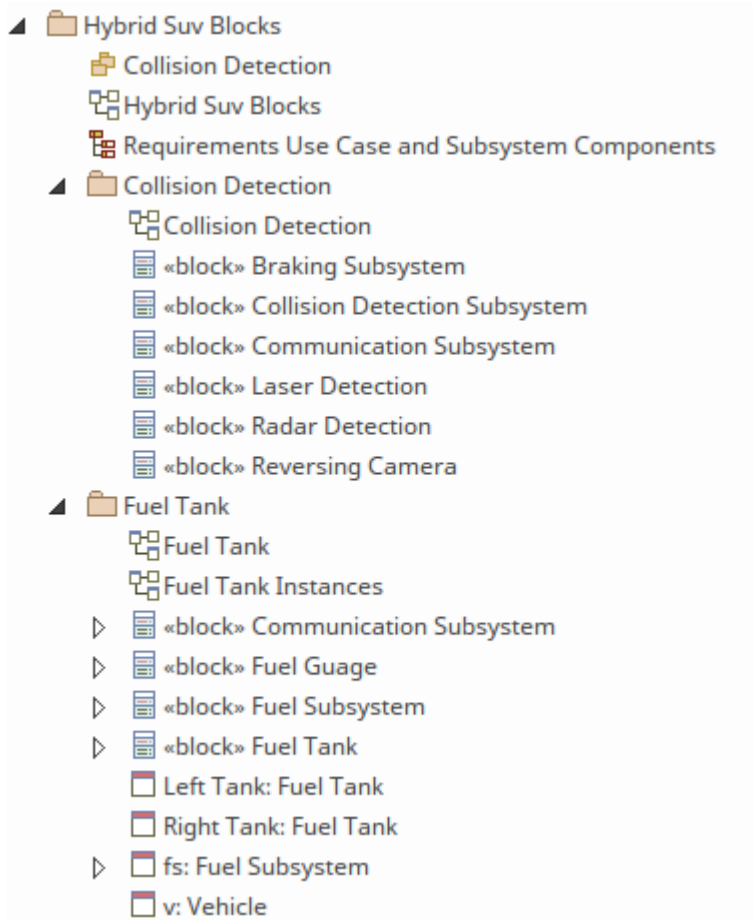 Hybrid Suv Blocks
Collision Detection
Hybrid Suv Blocks
Requirements Use Case and Subsystem Components
Collision Detection
Collision Detection
«block» Braking Subsystem
«block» Collision Detection Subsystem
«block» Communication Subsystem
«block» Laser Detection
«block» Radar Detection
«block» Reversing Camera
Fuel Tank
Fuel Tank
Fuel Tank Instances
«block» Communication Subsystem
«block» Fuel Guage
«block» Fuel Subsystem
«block» Fuel Tank
Left Tank: Fuel Tank
Right Tank: Fuel Tank
fs: Fuel Subsystem
v: Vehicle